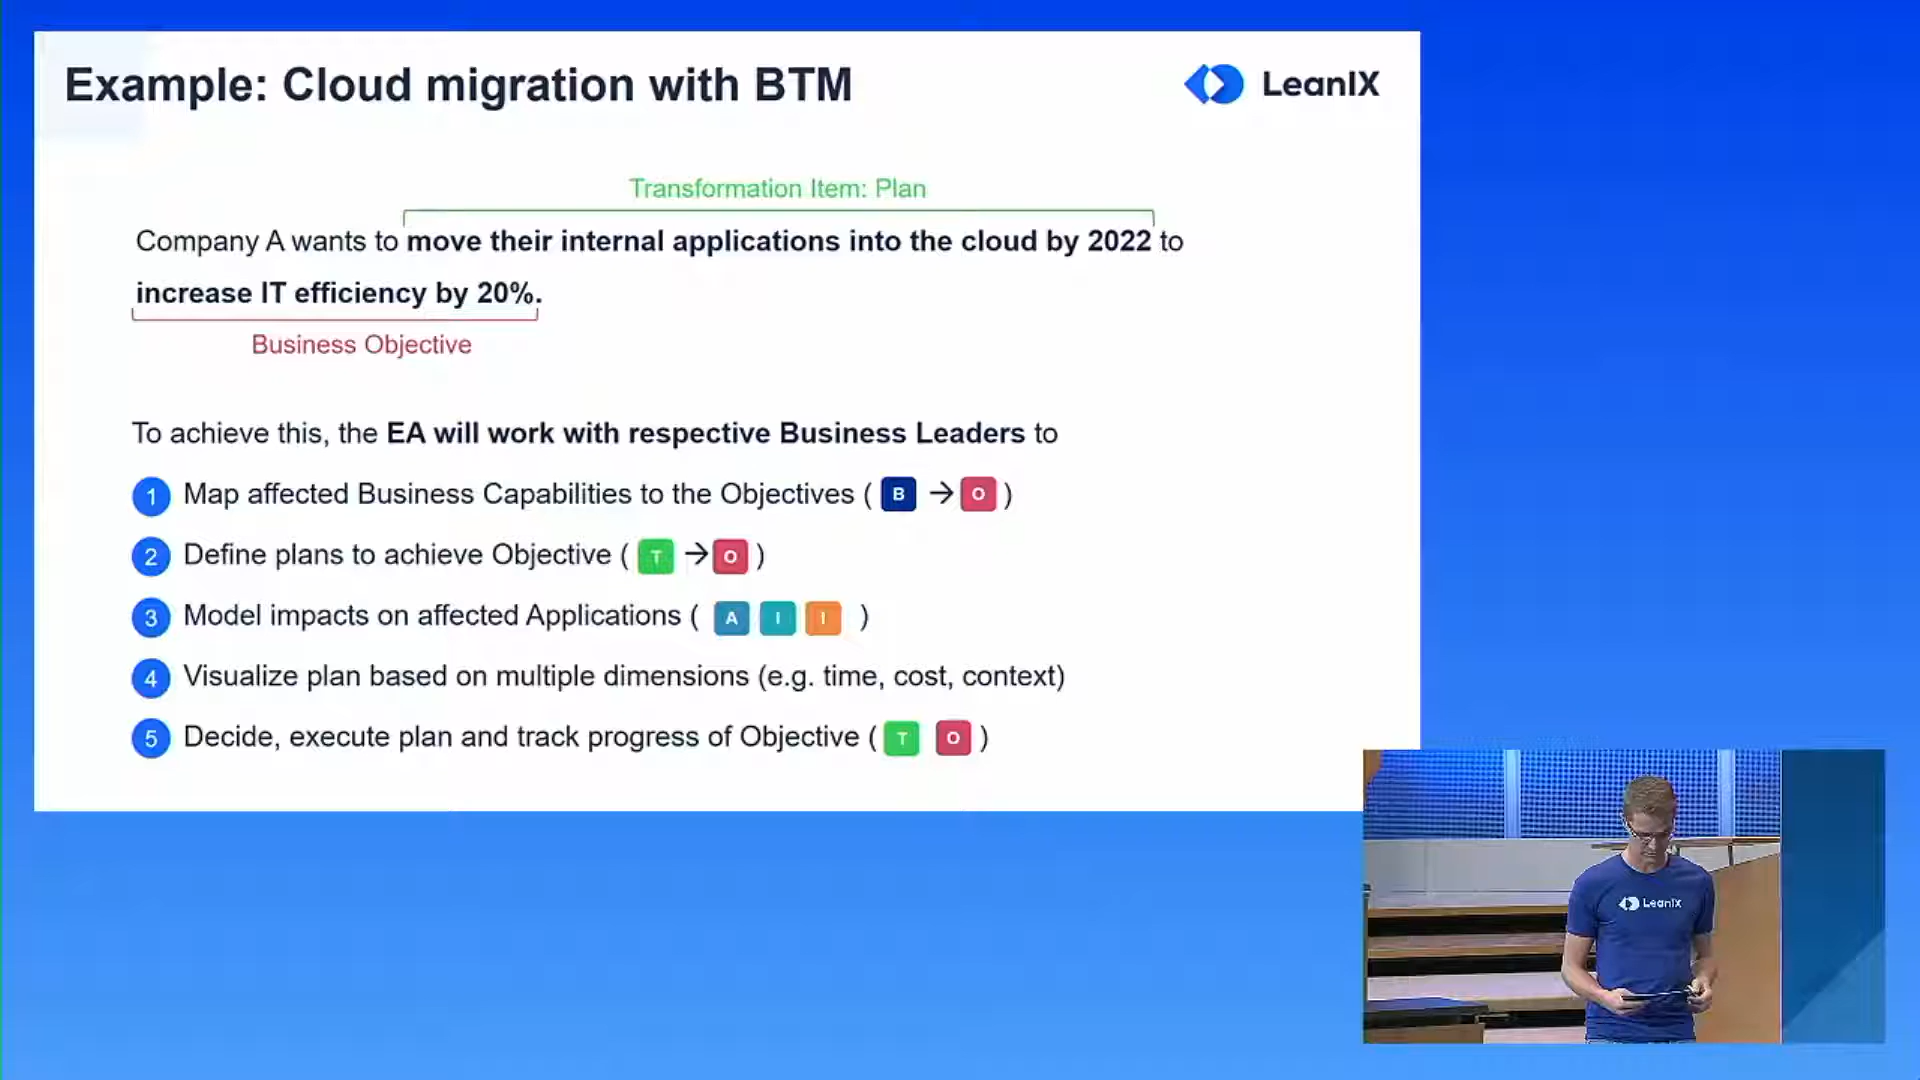 Example: Cloud migration with BTM
LeanIX
Transformation Item: Plan
Company A wants to move their internal applications into the cloud by 2022 to
increase IT efficiency by 20%.
Business Objective
To achieve this, the EA will work with respective Business Leaders to
1 Map affected Business Capabilities to the Objectives ( B → O )
2 Define plans to achieve Objective ( T → O )
3 Model impacts on affected Applications ( A I I )
4 Visualize plan based on multiple dimensions (e.g. time, cost, context)
5 Decide, execute plan and track progress of Objective ( T O )
LeanIX